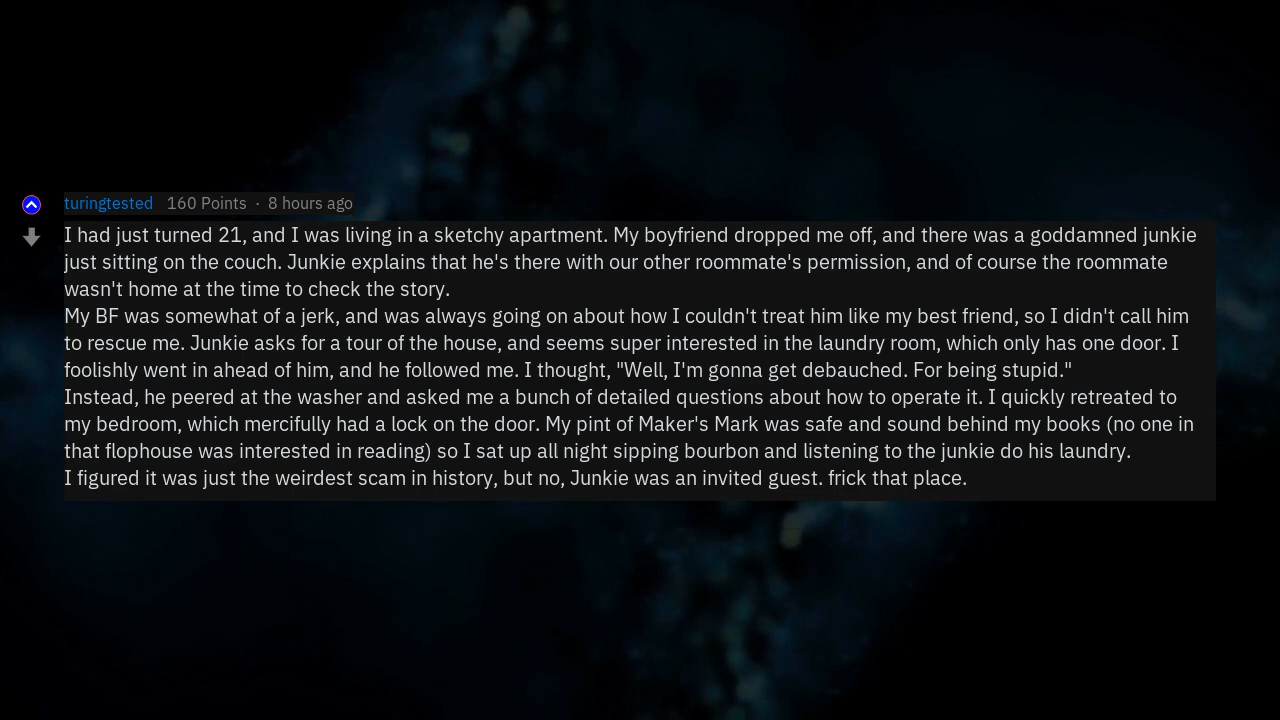 turingtested 160 Points · 8 hours ago
I had just turned 21, and I was living in a sketchy apartment. My boyfriend dropped me off, and there was a goddamned junkie
just sitting on the couch. Junkie explains that he's there with our other roommate's permission, and of course the roommate
wasn't home at the time to check the story.
My BF was somewhat of a jerk, and was always going on about how I couldn't treat him like my best friend, so I didn't call him
to rescue me. Junkie asks for a tour of the house, and seems super interested in the laundry room, which only has one door. I
foolishly went in ahead of him, and he followed me. I thought, "Well, I'm gonna get debauched. For being stupid."
Instead, he peered at the washer and asked me a bunch of detailed questions about how to operate it. I quickly retreated to
my bedroom, which mercifully had a lock on the door. My pint of Maker's Mark was safe and sound behind my books (no one in
that flophouse was interested in reading) so I sat up all night sipping bourbon and listening to the junkie do his laundry.
I figured it was just the weirdest scam in history, but no, Junkie was an invited guest. frick that place.